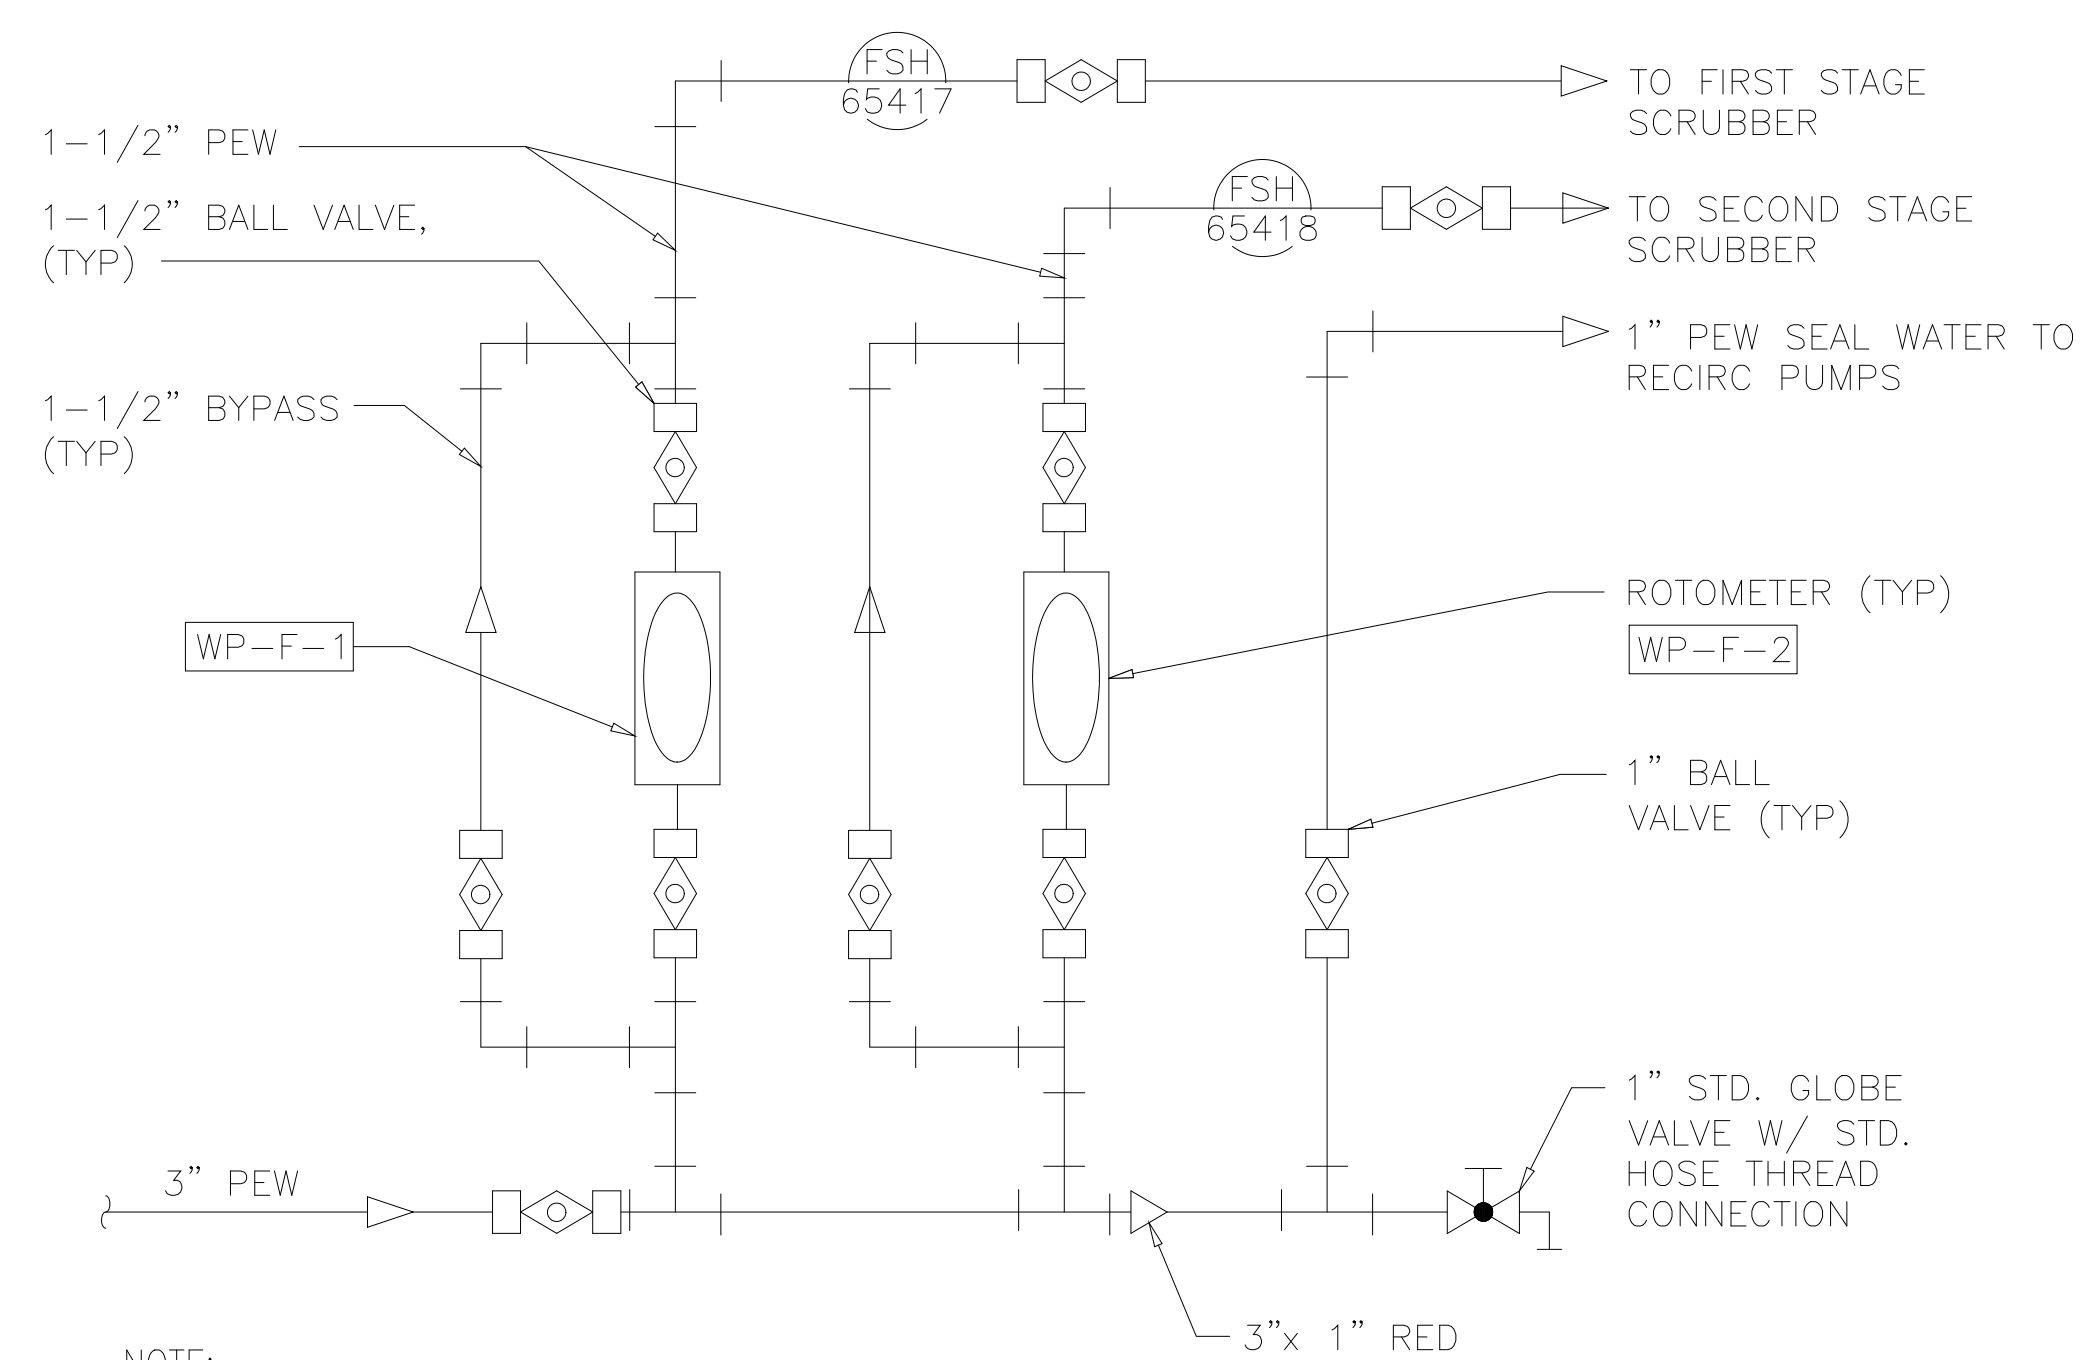 FSH
65417
TO FIRST STAGE
SCRUBBER
1-1/2" PEW
FSH
65418
TO SECOND STAGE
SCRUBBER
1-1/2" BALL VALVE,
(TYP)
1" PEW SEAL WATER TO
RECIRC PUMPS
1-1/2" BYPASS
(TYP)
ROTOMETER (TYP)
WP-F-1
WP-F-2
1" BALL
VALVE (TYP)
1" STD. GLOBE
VALVE W/ STD.
HOSE THREAD
CONNECTION
3" PEW
3"x 1" RED
NOTE: